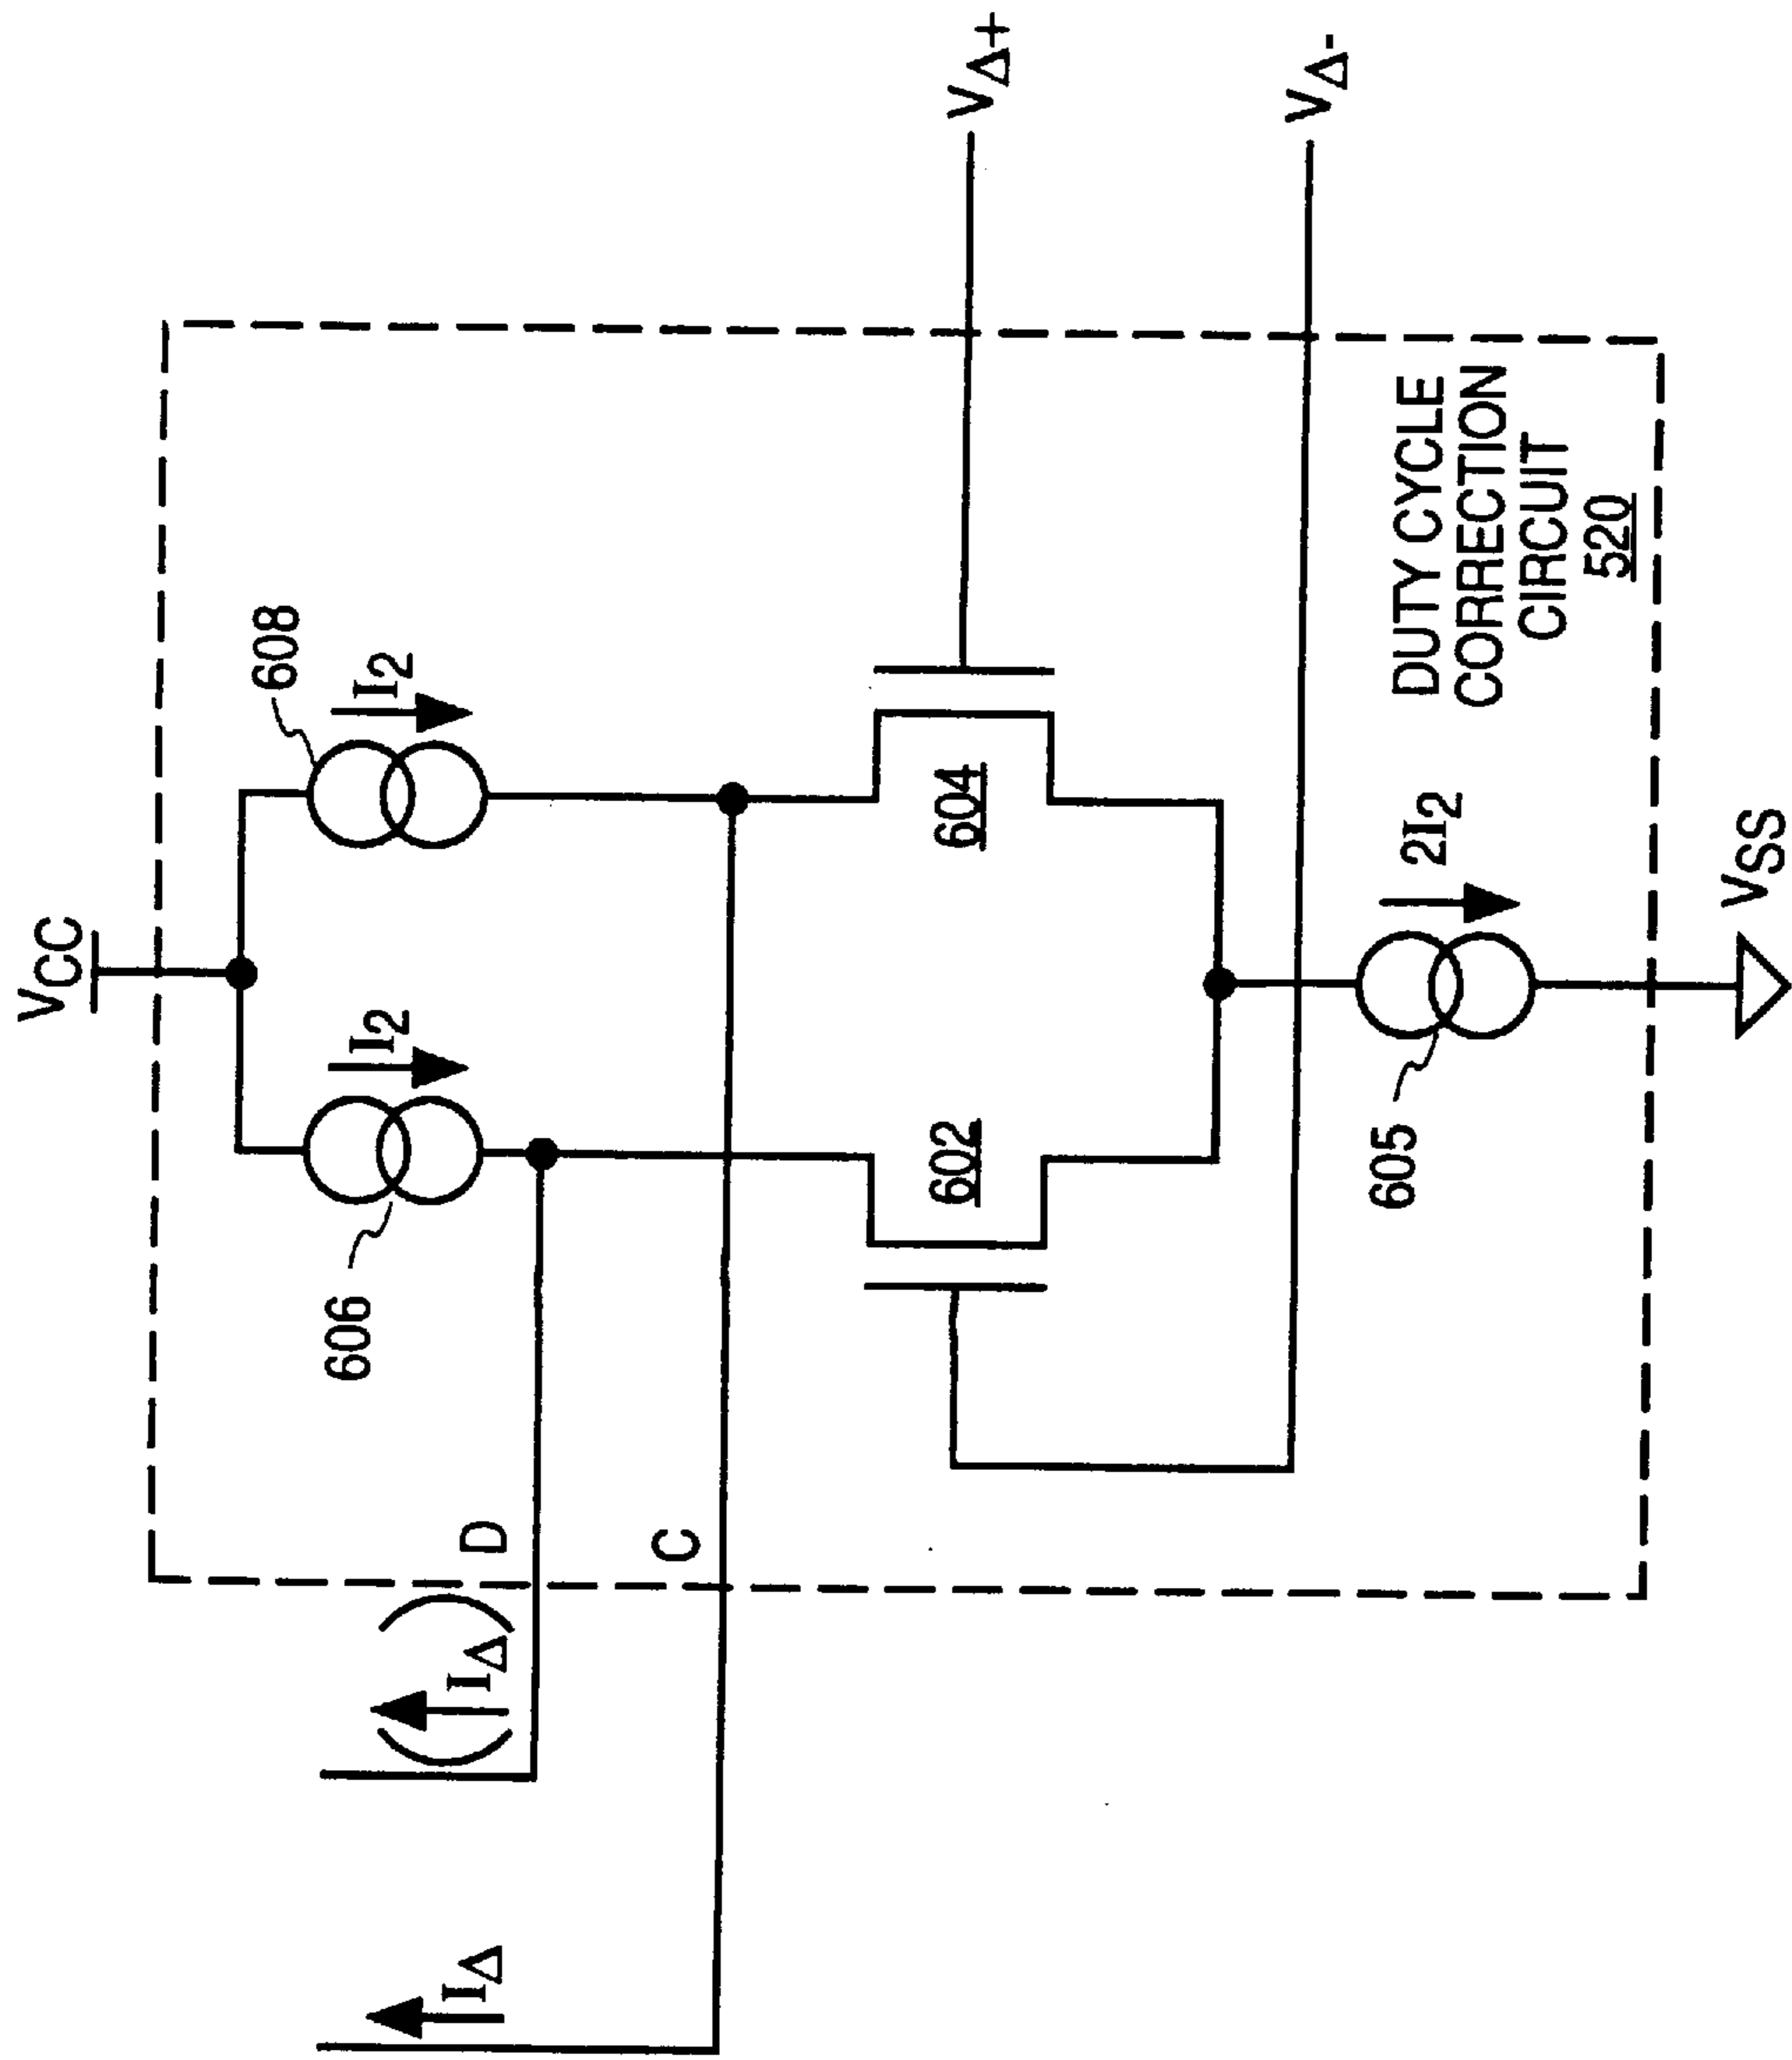 VCC
606
I2
I2
608
IΔ
( IΔ )
D
C
VΔ+
602
604
VΔ-
605
2I2
DUTY CYCLE
CORRECTION
CIRCUIT
520
VSS